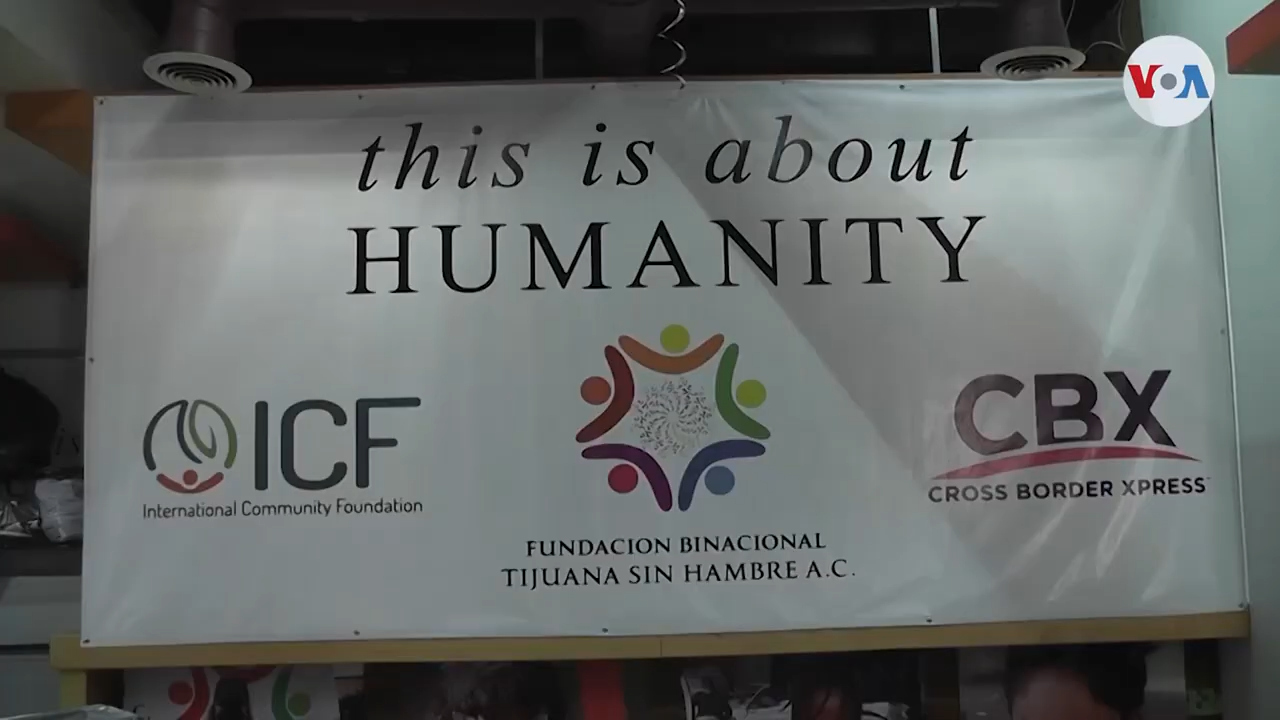 VOA
this is about
HUMANITY
ICF
International Community Foundation
FUNDACION BINACIONAL
TIJUANA SIN HAMBRE A.C.
CBX
CROSS BORDER XPRESS